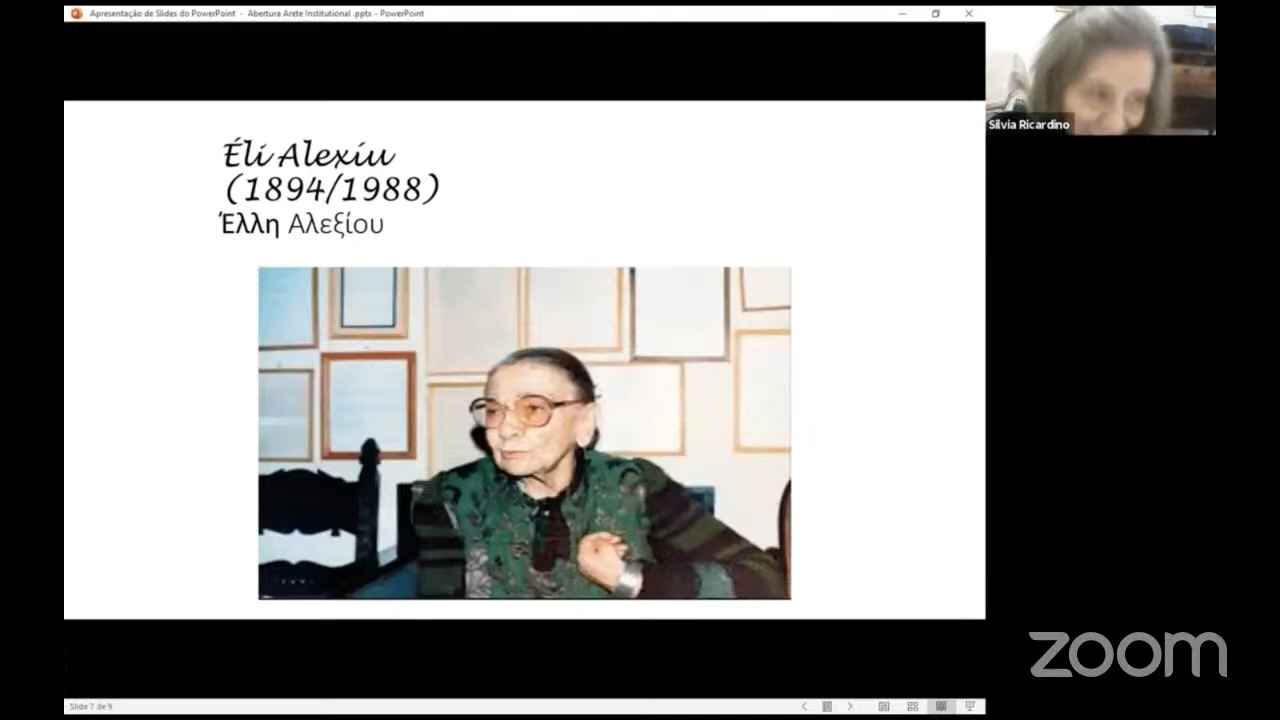 Apresentação de Slides do PowerPoint - Abertura Arete Institutional .pptx - PowerPoint
Silvia Ricardino
Éli Alexíu
(1894/1988)
Έλλη Αλεξίου
zoom
Slide 7 de 9